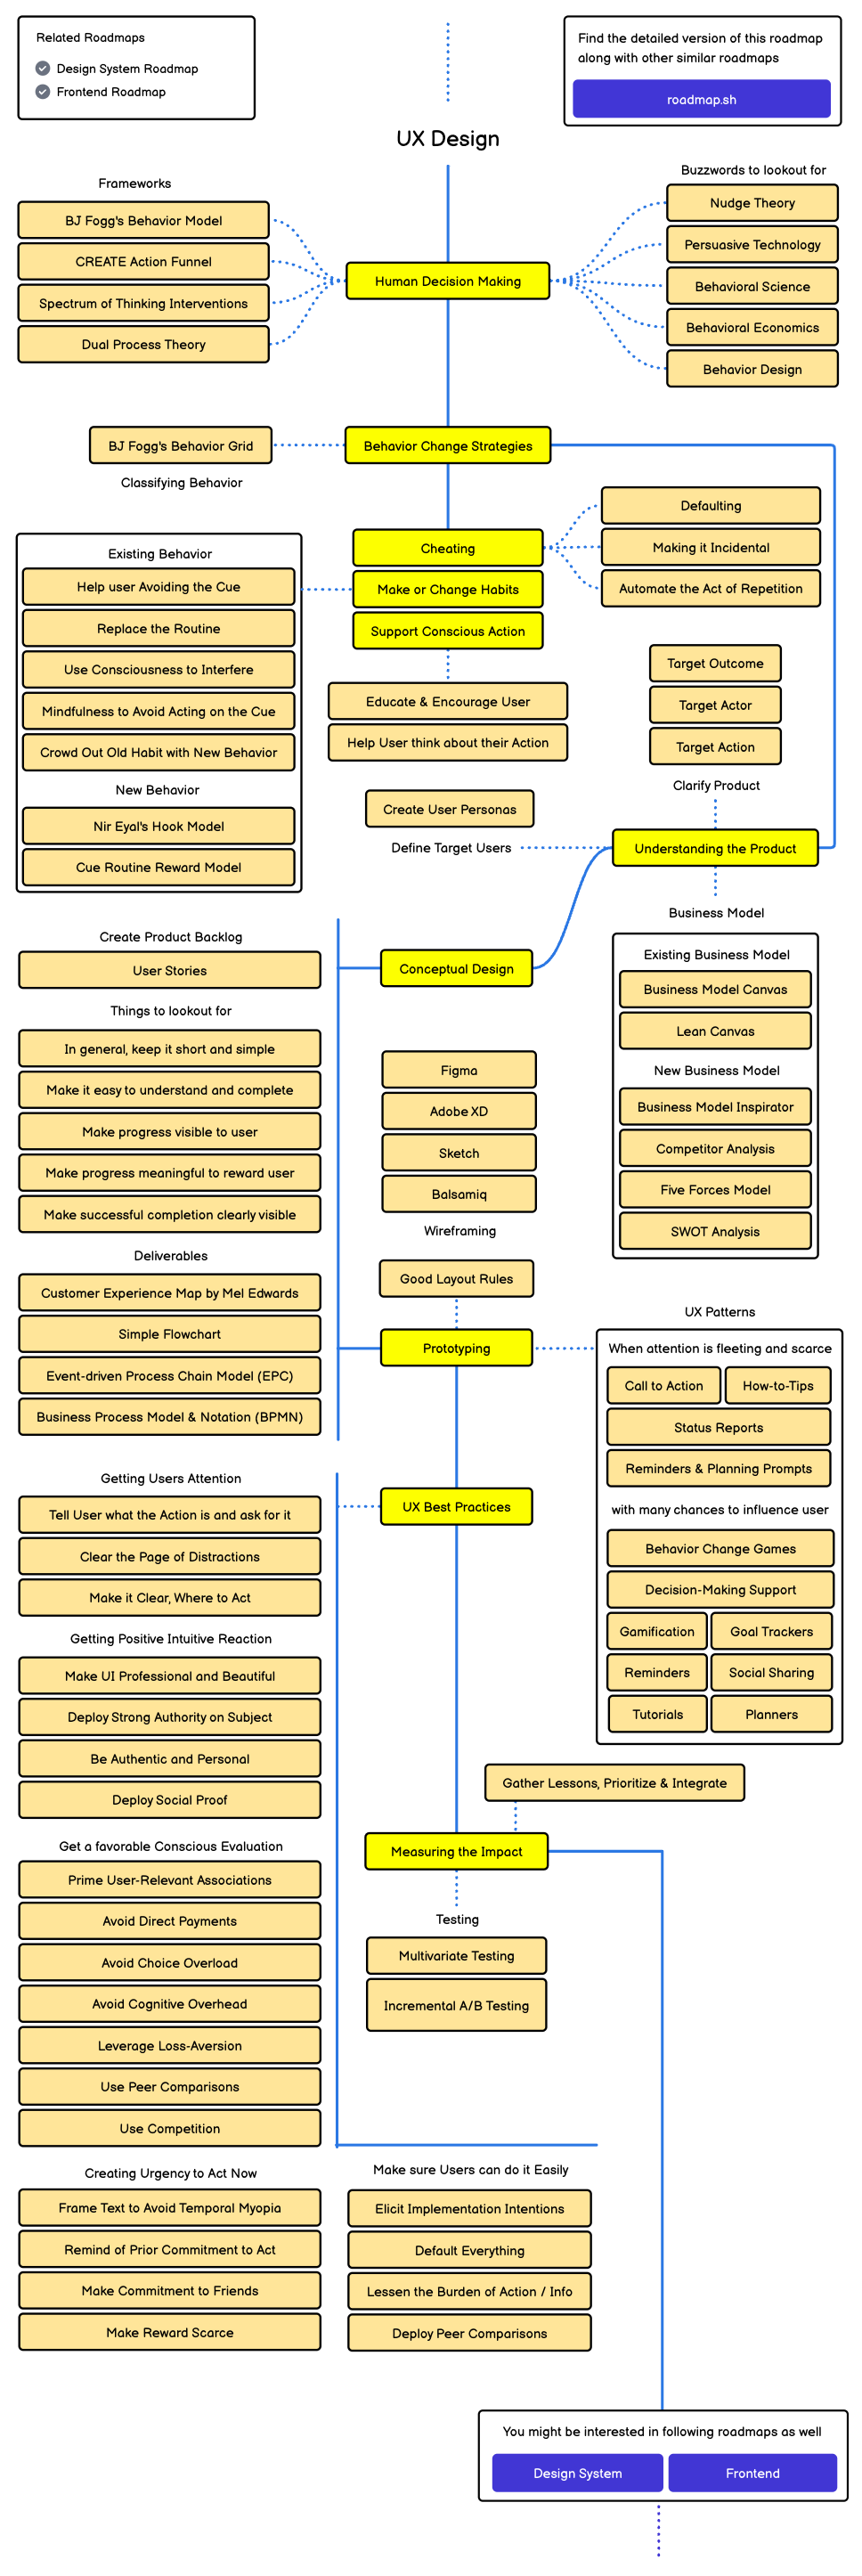 Related Roadmaps
Design System Roadmap
Frontend Roadmap
Find the detailed version of this roadmap
along with other similar roadmaps
roadmap.sh
UX Design
Frameworks
BJ Fogg's Behavior Model
CREATE Action Funnel
Spectrum of Thinking Interventions
Dual Process Theory
Human Decision Making
Buzzwords to lookout for
Nudge Theory
Persuasive Technology
Behavioral Science
Behavioral Economics
Behavior Design
BJ Fogg's Behavior Grid
Classifying Behavior
Behavior Change Strategies
Cheating
Make or Change Habits
Support Conscious Action
Defaulting
Making it Incidental
Automate the Act of Repetition
Existing Behavior
Help user Avoiding the Cue
Replace the Routine
Use Consciousness to Interfere
Mindfulness to Avoid Acting on the Cue
Crowd Out Old Habit with New Behavior
New Behavior
Nir Eyal's Hook Model
Cue Routine Reward Model
Educate & Encourage User
Help User think about their Action
Target Outcome
Target Actor
Target Action
Clarify Product
Create User Personas
Define Target Users
Understanding the Product
Business Model
Existing Business Model
Business Model Canvas
Lean Canvas
New Business Model
Business Model Inspirator
Competitor Analysis
Five Forces Model
SWOT Analysis
Conceptual Design
Create Product Backlog
User Stories
Things to lookout for
In general, keep it short and simple
Make it easy to understand and complete
Make progress visible to user
Make progress meaningful to reward user
Make successful completion clearly visible
Deliverables
Customer Experience Map by Mel Edwards
Simple Flowchart
Event-driven Process Chain Model (EPC)
Business Process Model & Notation (BPMN)
Figma
Adobe XD
Sketch
Balsamiq
Wireframing
Good Layout Rules
Prototyping
UX Patterns
When attention is fleeting and scarce
Call to Action
How-to-Tips
Status Reports
Reminders & Planning Prompts
with many chances to influence user
Behavior Change Games
Decision-Making Support
Gamification
Goal Trackers
Reminders
Social Sharing
Tutorials
Planners
UX Best Practices
Getting Users Attention
Tell User what the Action is and ask for it
Clear the Page of Distractions
Make it Clear, Where to Act
Getting Positive Intuitive Reaction
Make UI Professional and Beautiful
Deploy Strong Authority on Subject
Be Authentic and Personal
Deploy Social Proof
Get a favorable Conscious Evaluation
Prime User-Relevant Associations
Avoid Direct Payments
Avoid Choice Overload
Avoid Cognitive Overhead
Leverage Loss-Aversion
Use Peer Comparisons
Use Competition
Gather Lessons, Prioritize & Integrate
Measuring the Impact
Testing
Multivariate Testing
Incremental A/B Testing
Creating Urgency to Act Now
Frame Text to Avoid Temporal Myopia
Remind of Prior Commitment to Act
Make Commitment to Friends
Make Reward Scarce
Make sure Users can do it Easily
Elicit Implementation Intentions
Default Everything
Lessen the Burden of Action / Info
Deploy Peer Comparisons
You might be interested in following roadmaps as well
Design System
Frontend